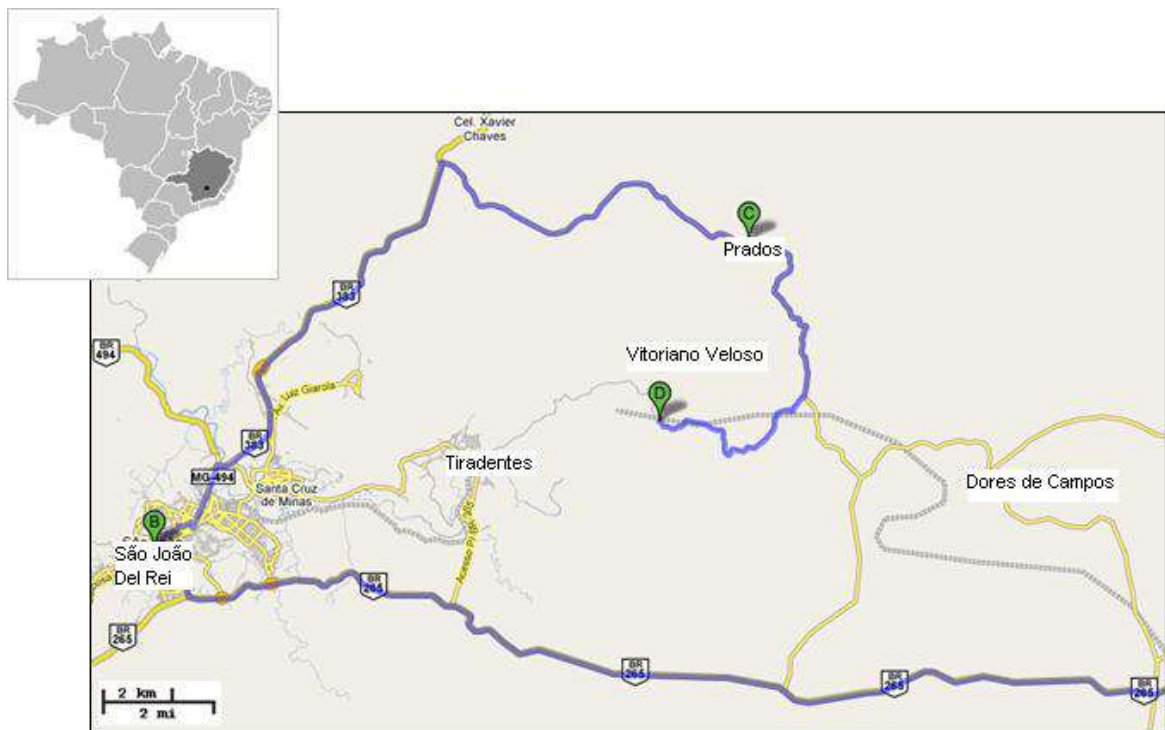 Cel. Xavier
Chaves
C
Prados
BR
383
BR
494
Vitoriano Veloso
D
Av. Luiz Giarola
BR
383
Tiradentes
MG-494
Santa Cruz
de Minas
Dores de Campos
B
São João
Del Rei
BR
265
BR
265
BR
265
BR
265
BR
265
2 km
2 mi